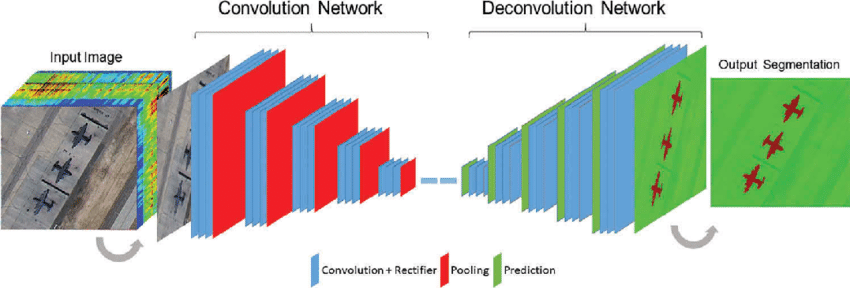 Convolution Network
Deconvolution Network
Input Image
Output Segmentation
Convolution + Rectifier
Pooling
Prediction